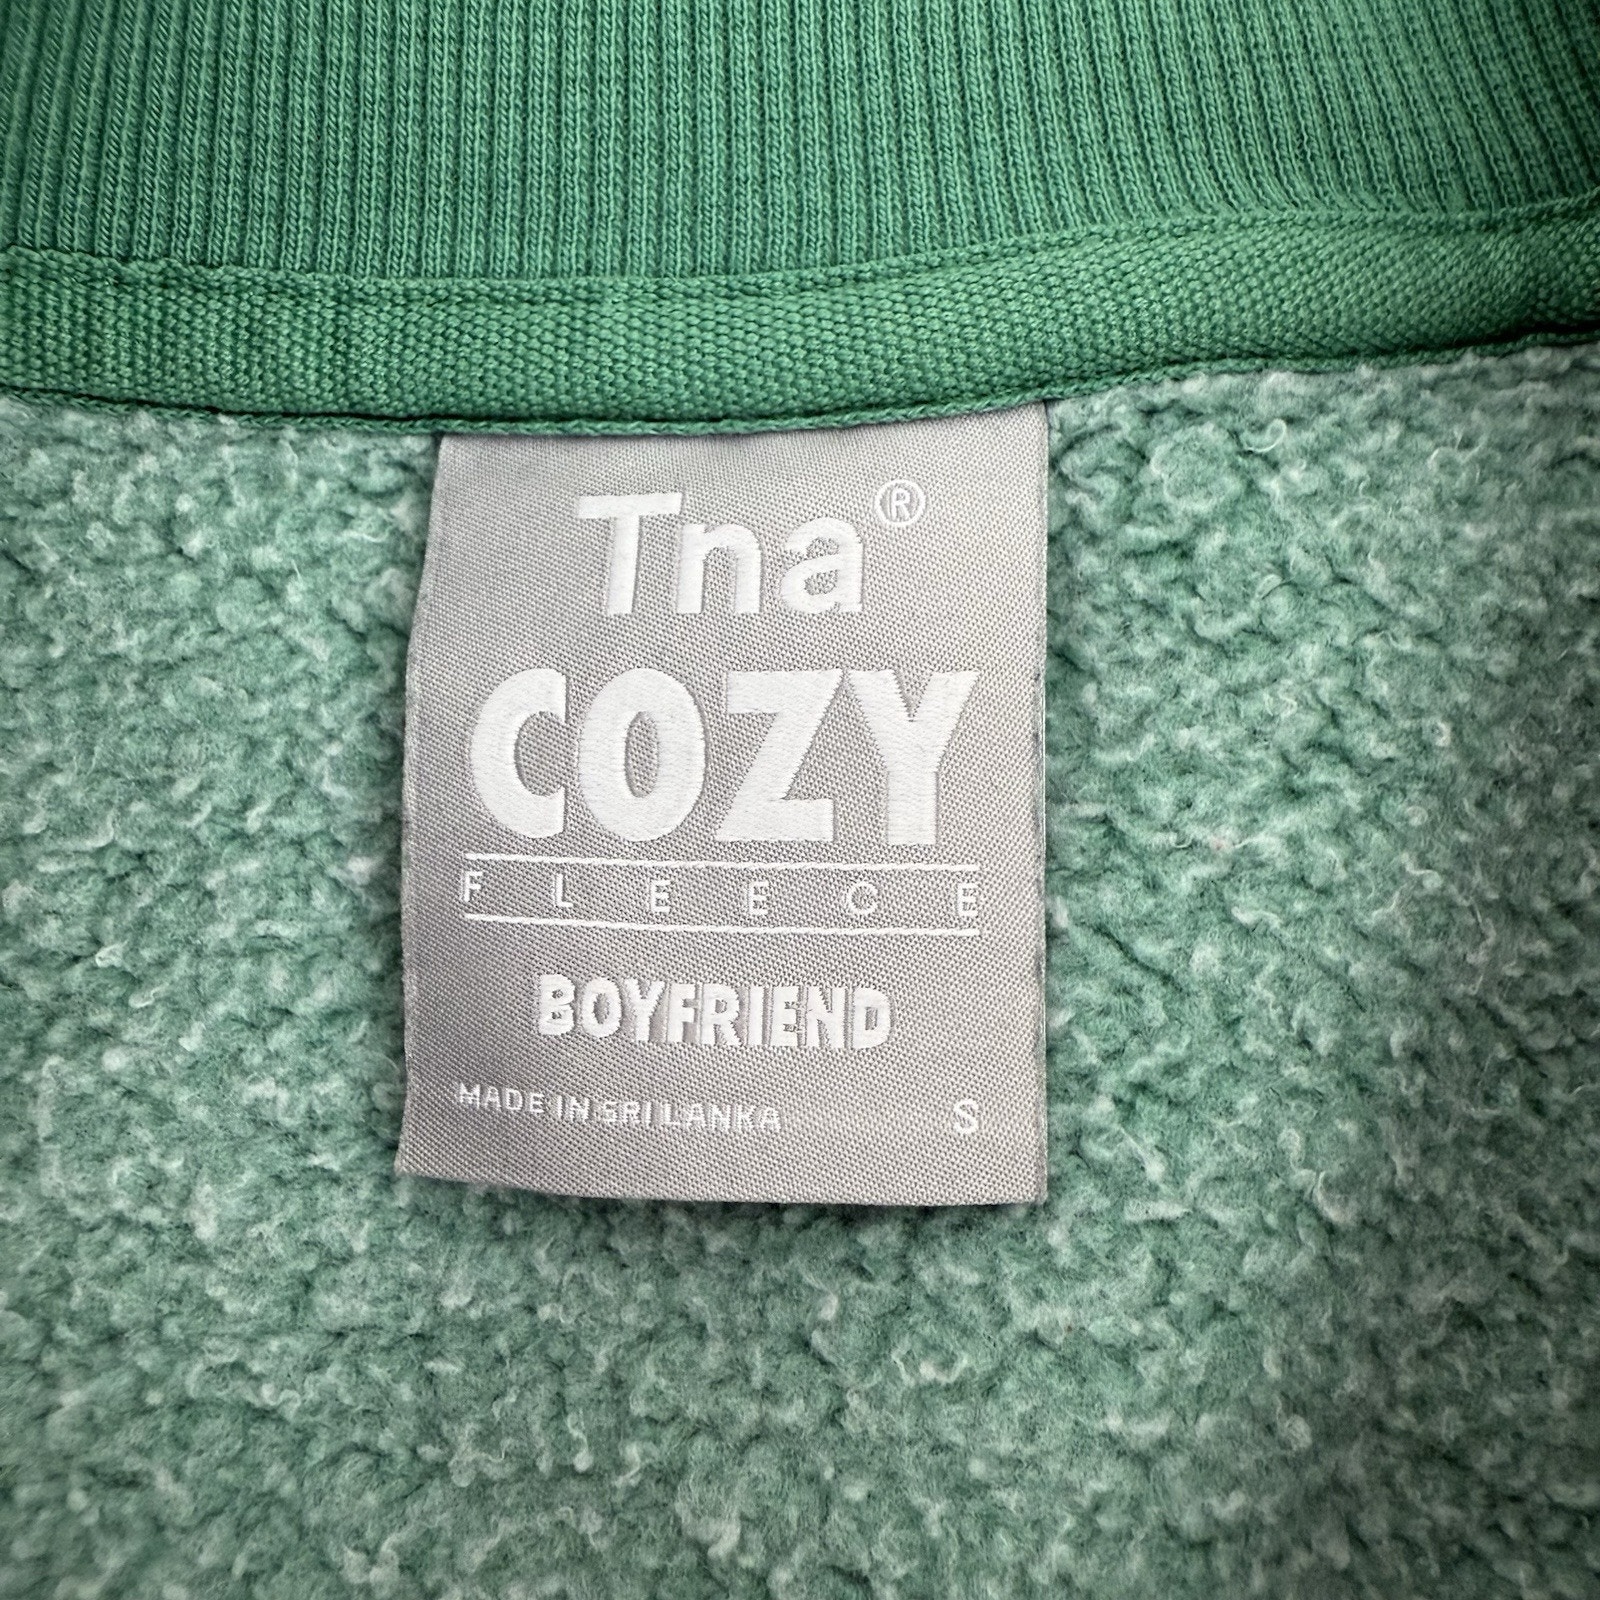 Tna®
COZY
FLEECE
BOYFRIEND
MADE IN SRI LANKA S